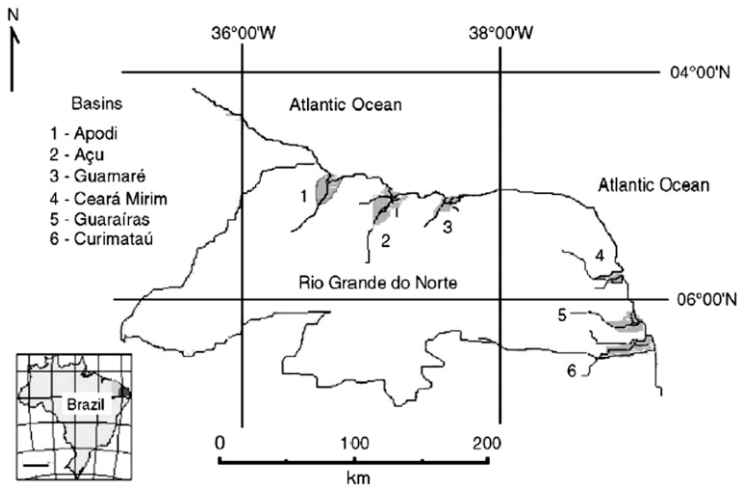 N
36°00'W
38°00'W
04°00'N
Atlantic Ocean
Basins
1 - Apodi
2 - Açu
3 - Guamaré
4 - Ceará Mirim
5 - Guaraíras
6 - Curimataú
Atlantic Ocean
1
2
3
4
Rio Grande do Norte
06°00'N
5
6
Brazil
0 100 200
km